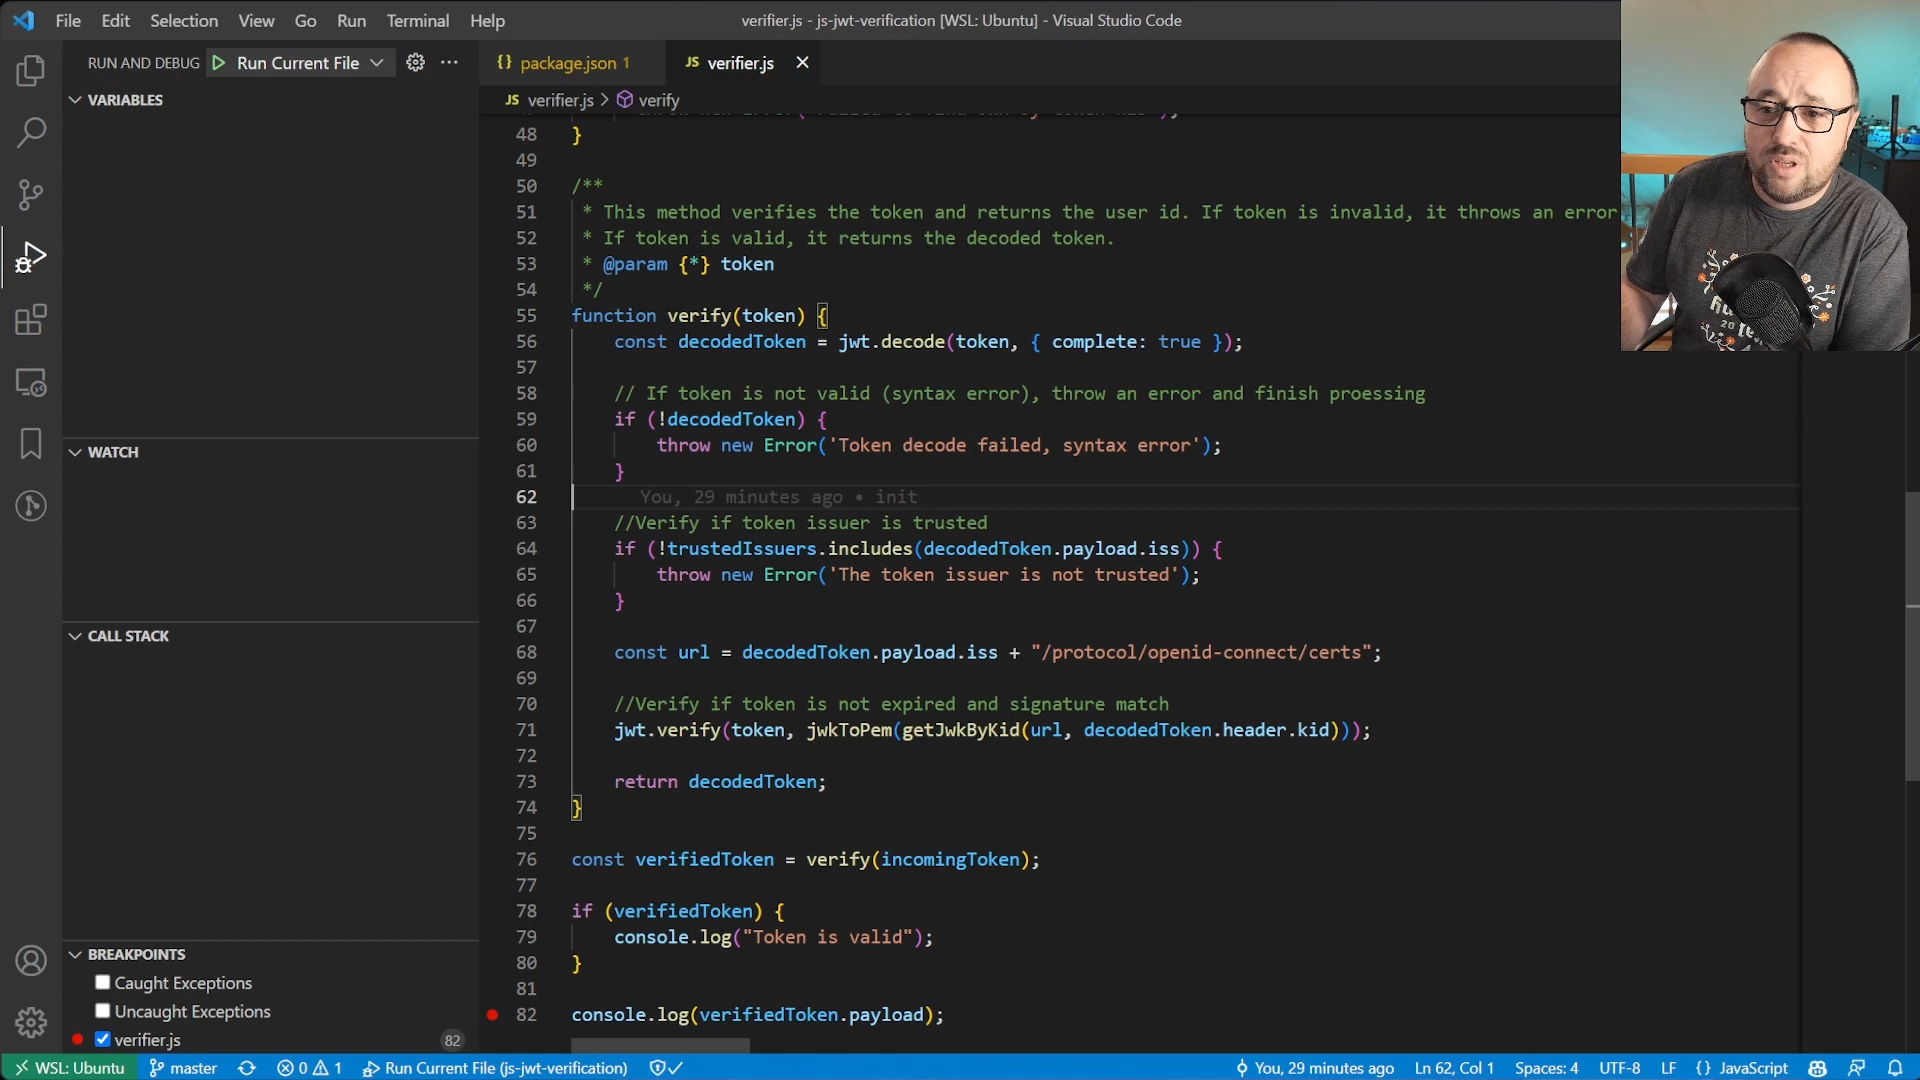 File Edit Selection View Go Run Terminal Help
verifier.js - js-jwt-verification [WSL: Ubuntu] - Visual Studio Code
RUN AND DEBUG Run Current File
package.json 1
JS verifier.js
JS verifier.js > verify
VARIABLES
WATCH
CALL STACK
BREAKPOINTS
Caught Exceptions
Uncaught Exceptions
verifier.js 82
48 }
49
50 /**
51 * This method verifies the token and returns the user id. If token is invalid, it throws an error
52 * If token is valid, it returns the decoded token.
53 * @param {*} token
54 */
55 function verify(token) {
56 const decodedToken = jwt.decode(token, { complete: true });
57
58 // If token is not valid (syntax error), throw an error and finish proessing
59 if (!decodedToken) {
60 throw new Error('Token decode failed, syntax error');
61 }
62 You, 29 minutes ago • init
63 //Verify if token issuer is trusted
64 if (!trustedIssuers.includes(decodedToken.payload.iss)) {
65 throw new Error('The token issuer is not trusted');
66 }
67
68 const url = decodedToken.payload.iss + "/protocol/openid-connect/certs";
69
70 //Verify if token is not expired and signature match
71 jwt.verify(token, jwkToPem(getJwkByKid(url, decodedToken.header.kid)));
72
73 return decodedToken;
74 }
75
76 const verifiedToken = verify(incomingToken);
77
78 if (verifiedToken) {
79 console.log("Token is valid");
80 }
81
82 console.log(verifiedToken.payload);
WSL: Ubuntu master 0 1 Run Current File (js-jwt-verification) You, 29 minutes ago Ln 62, Col 1 Spaces: 4 UTF-8 LF {} JavaScript